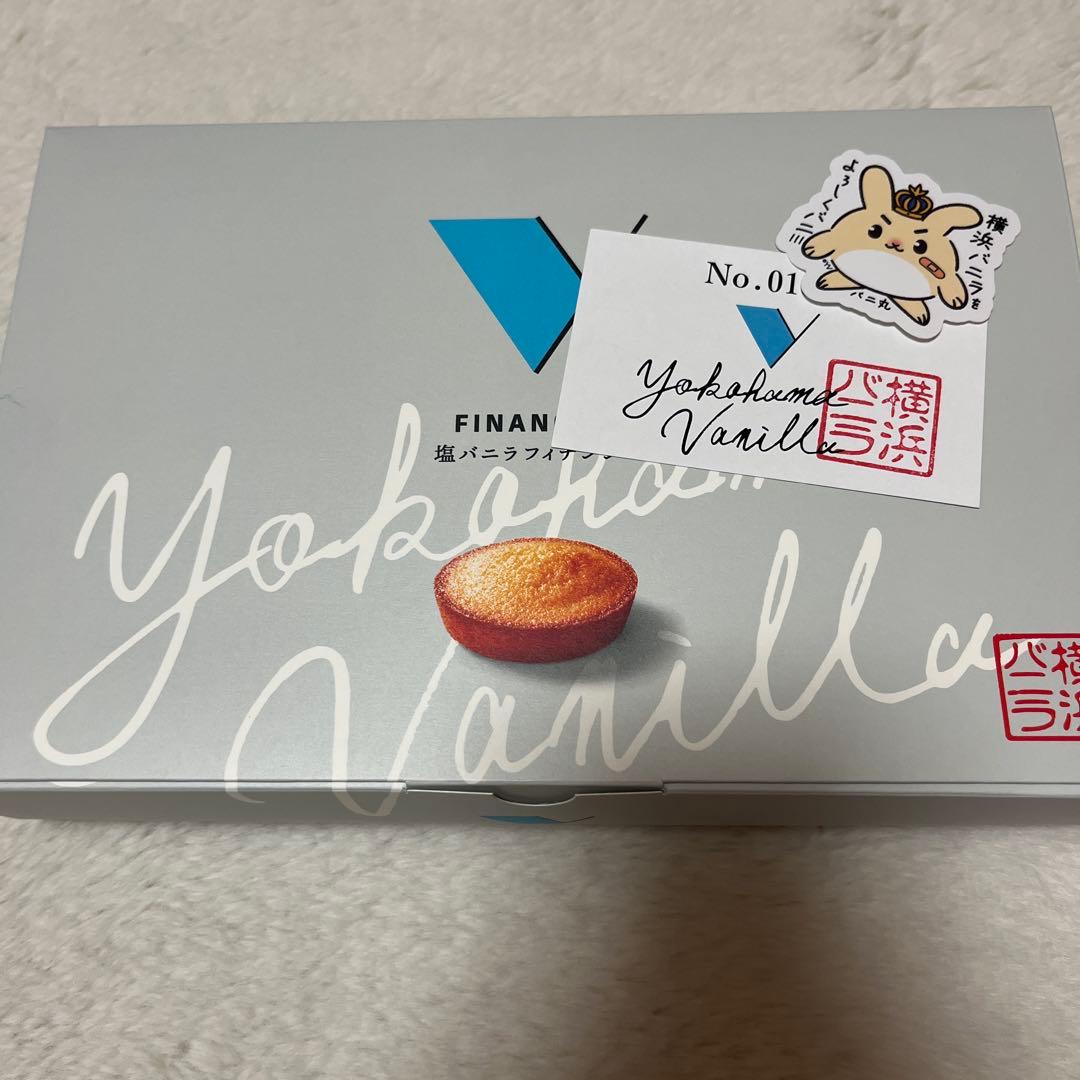 FINANC
塩バニラフィナンシ
Yokoham
Vanilla
横浜
バニラ
No.01
Yokohama
Vanilla
横浜
バニラ
横浜バニラを
よろしくバニ!!!
バニ丸